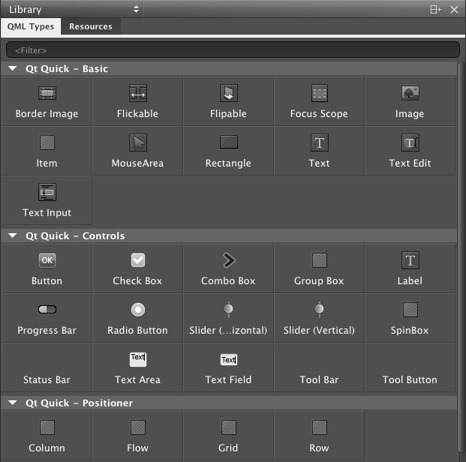 Library
QML Types Resources
<Filter>
Qt Quick - Basic
Border Image Flickable Flipable Focus Scope Image
Item MouseArea Rectangle Text Text Edit
Text Input
Qt Quick - Controls
OK
Button Check Box Combo Box Group Box Label
Progress Bar Radio Button Slider (...izontal) Slider (Vertical) SpinBox
Text Text
Status Bar Text Area Text Field Tool Bar Tool Button
Qt Quick - Positioner
Column Flow Grid Row